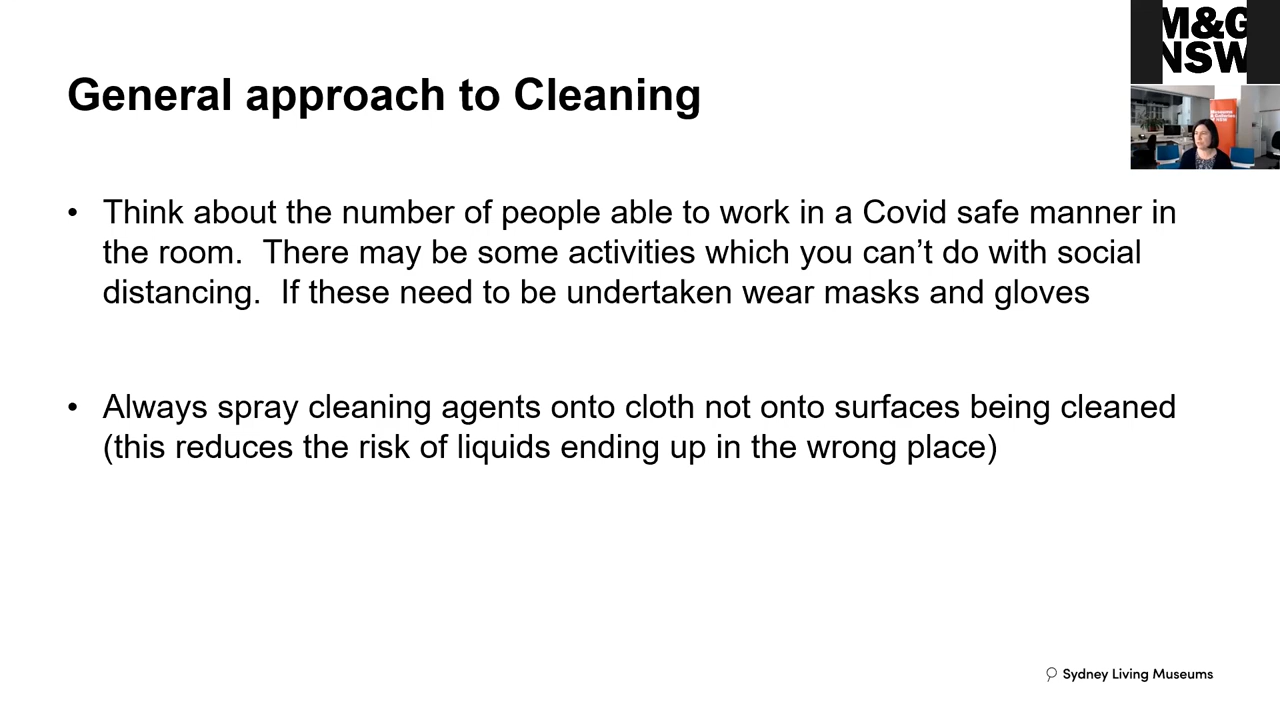 M&G
NSW
General approach to Cleaning
• Think about the number of people able to work in a Covid safe manner in
the room.  There may be some activities which you can’t do with social
distancing.  If these need to be undertaken wear masks and gloves
• Always spray cleaning agents onto cloth not onto surfaces being cleaned
(this reduces the risk of liquids ending up in the wrong place)
Sydney Living Museums